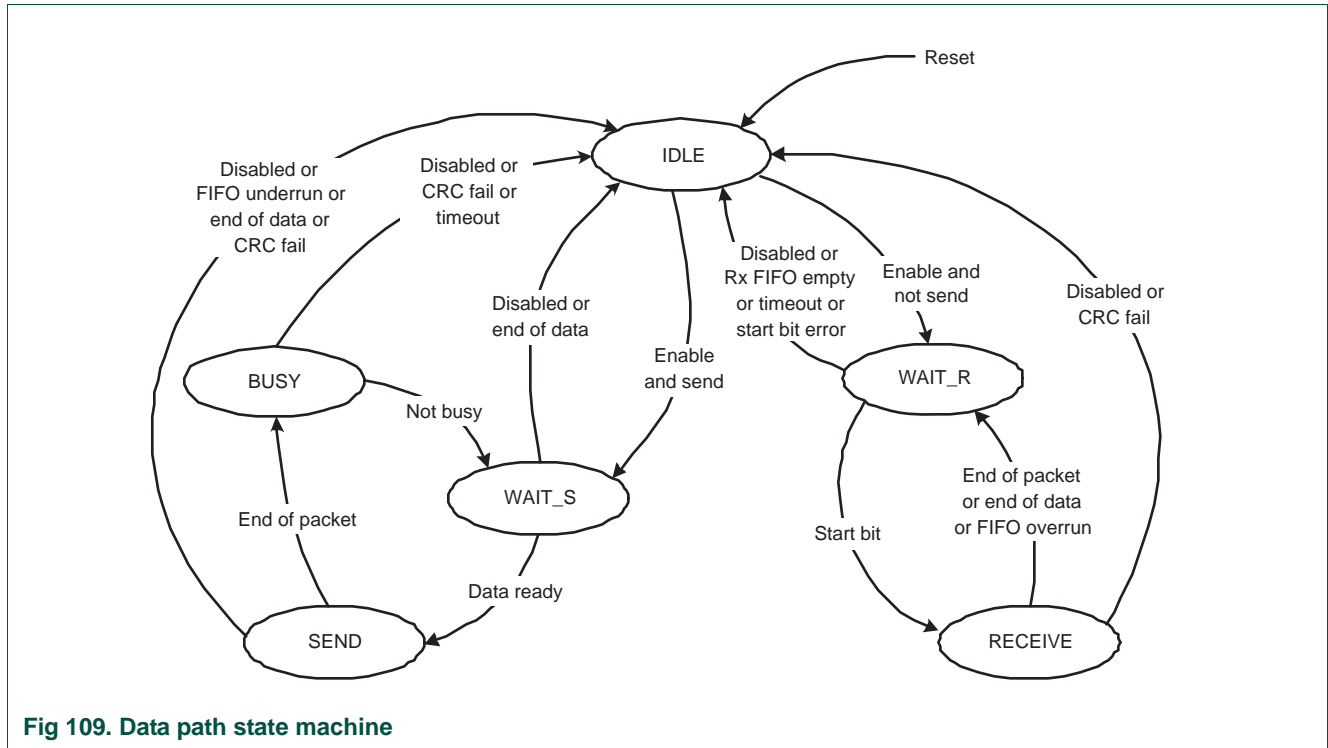 Reset
IDLE
Disabled or
FIFO underrun or
end of data or
CRC fail
Disabled or
CRC fail or
timeout
Disabled or
end of data
Enable
and send
Disabled or
Rx FIFO empty
or timeout or
start bit error
Enable and
not send
Disabled or
CRC fail
BUSY
Not busy
WAIT_R
WAIT_S
End of packet
Data ready
Start bit
End of packet
or end of data
or FIFO overrun
SEND
RECEIVE
Fig 109. Data path state machine